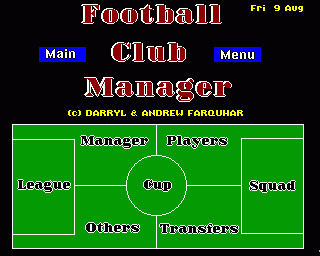 Football
Fri 9 Aug
Main Club Menu
Manager
(c) DARRYL & ANDREW FARQUHAR
Manager Players
League Cup Squad
Others Transfers